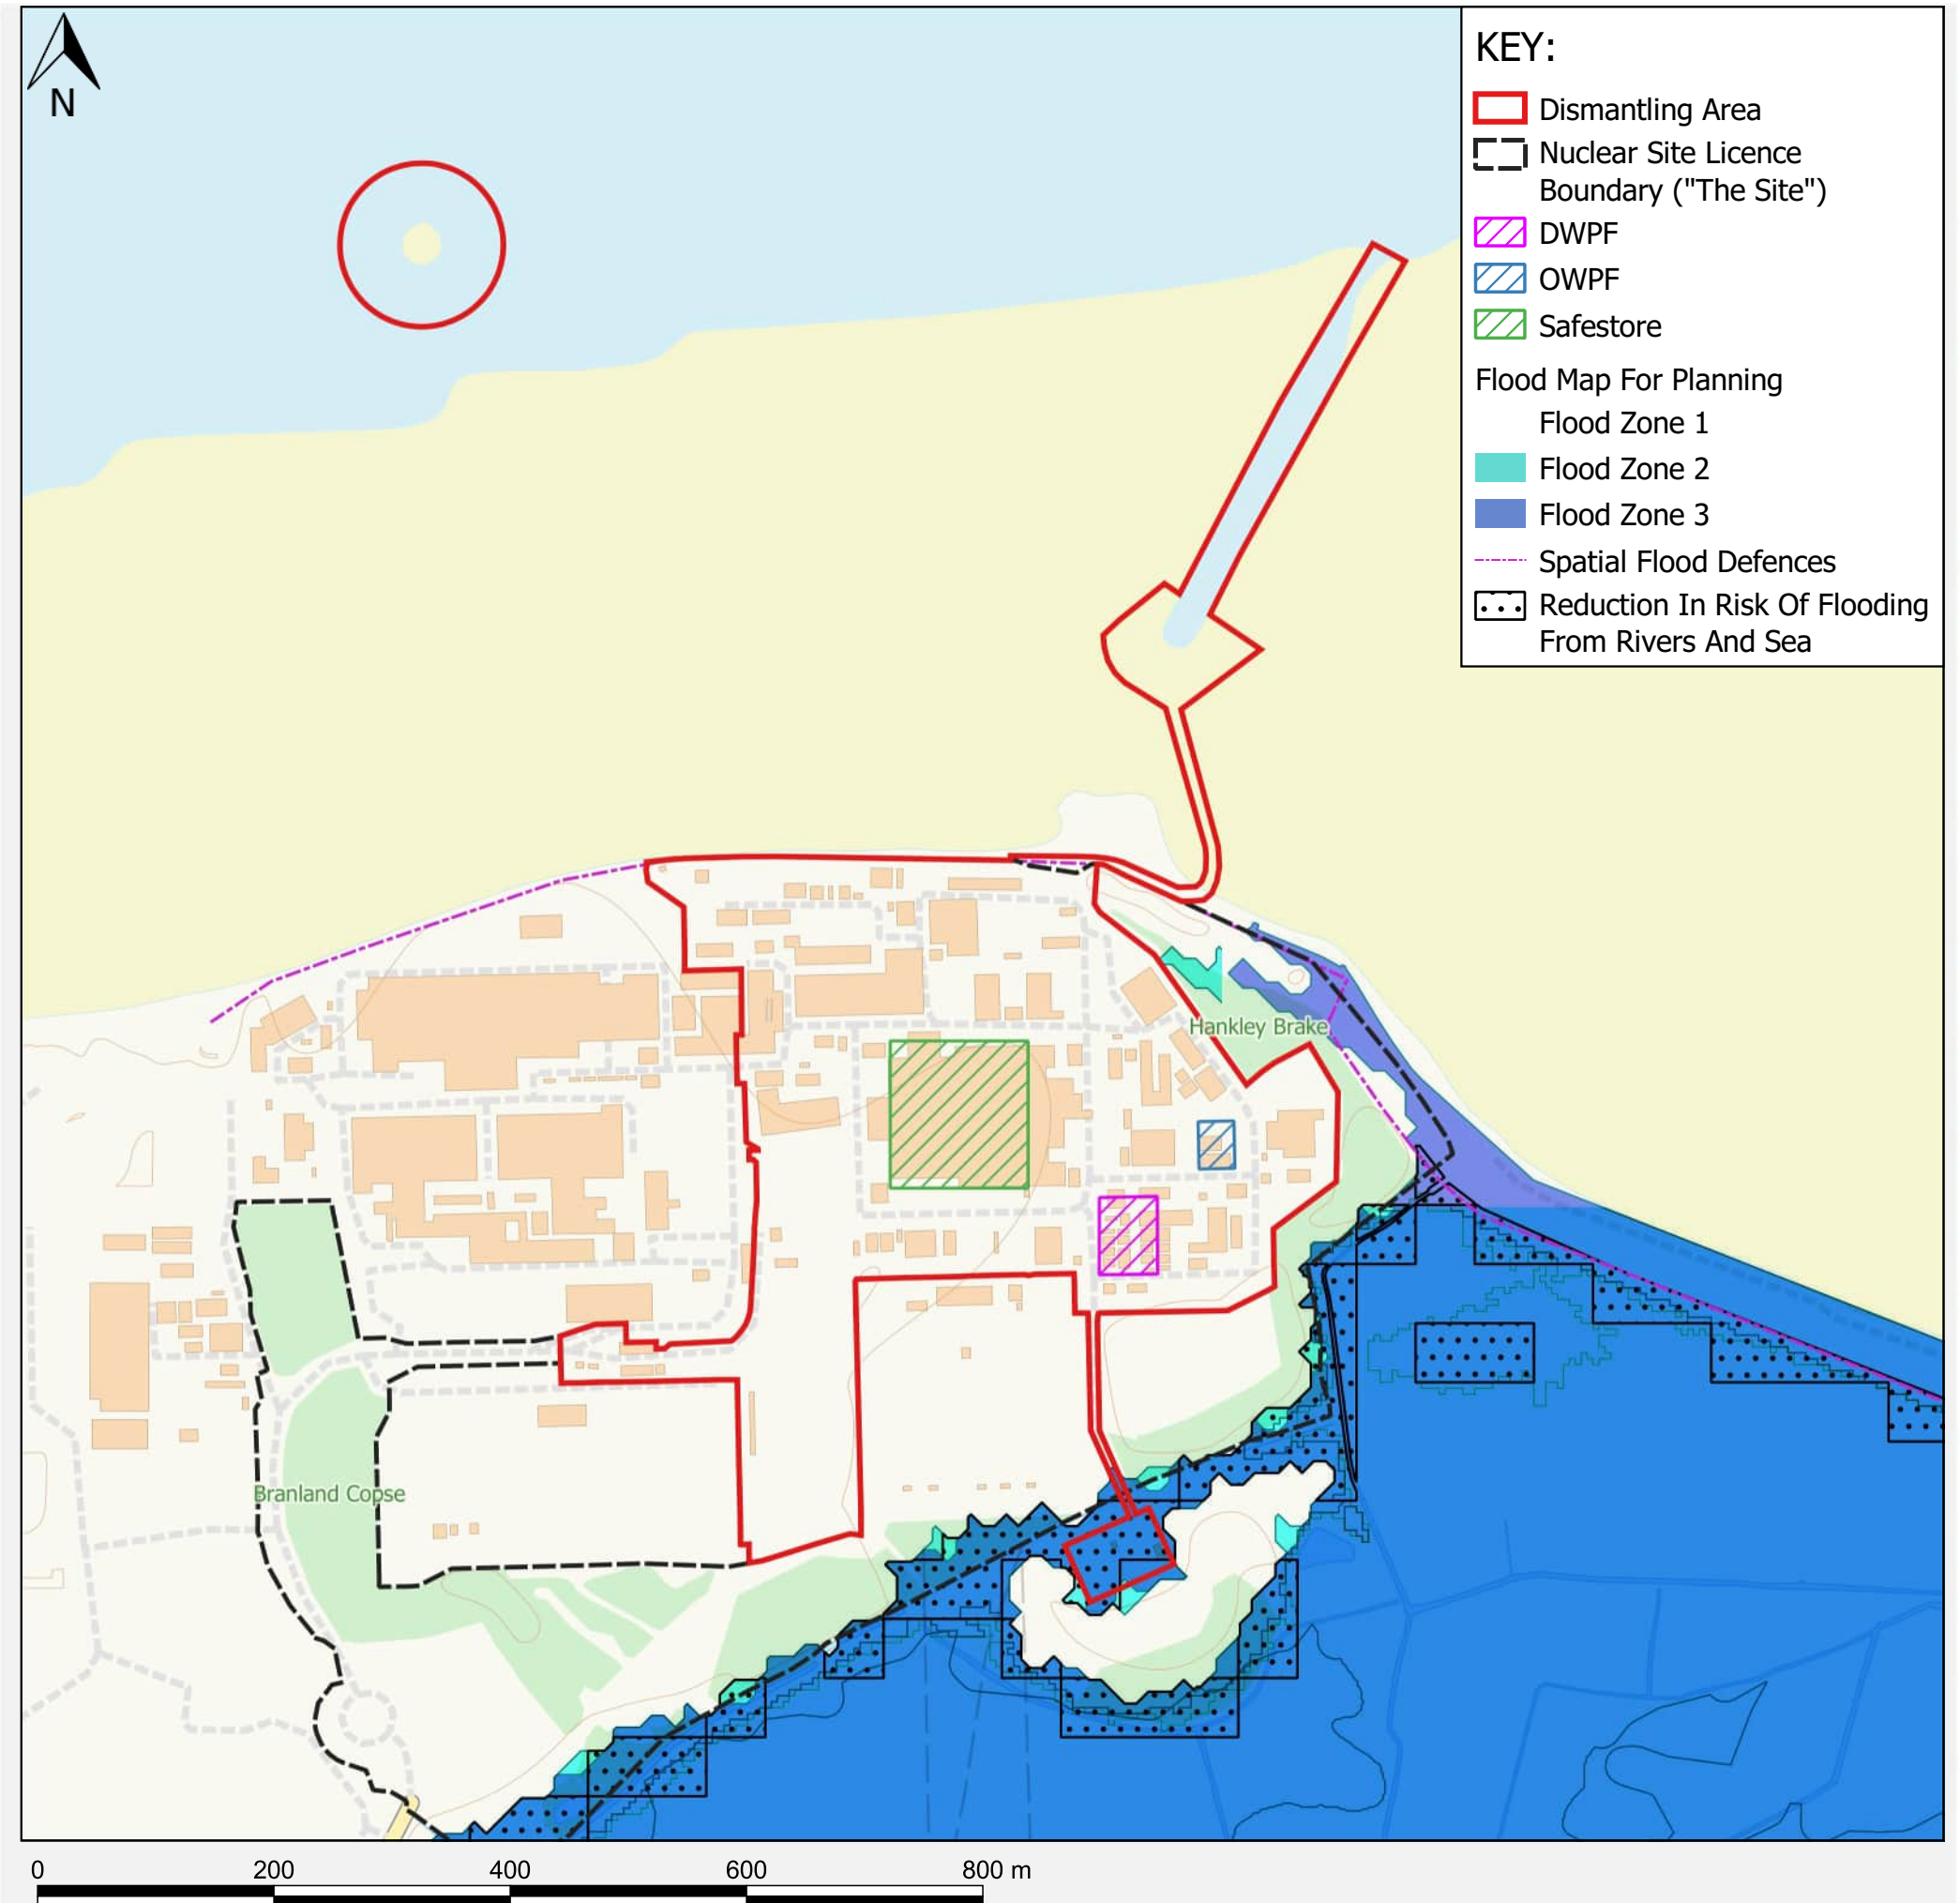 N
KEY:
Dismantling Area
Nuclear Site Licence
Boundary ("The Site")
DWPF
OWPF
Safestore
Flood Map For Planning
Flood Zone 1
Flood Zone 2
Flood Zone 3
Spatial Flood Defences
Reduction In Risk Of Flooding
From Rivers And Sea
Hankley Brake
Branland Copse
0 200 400 600 800 m